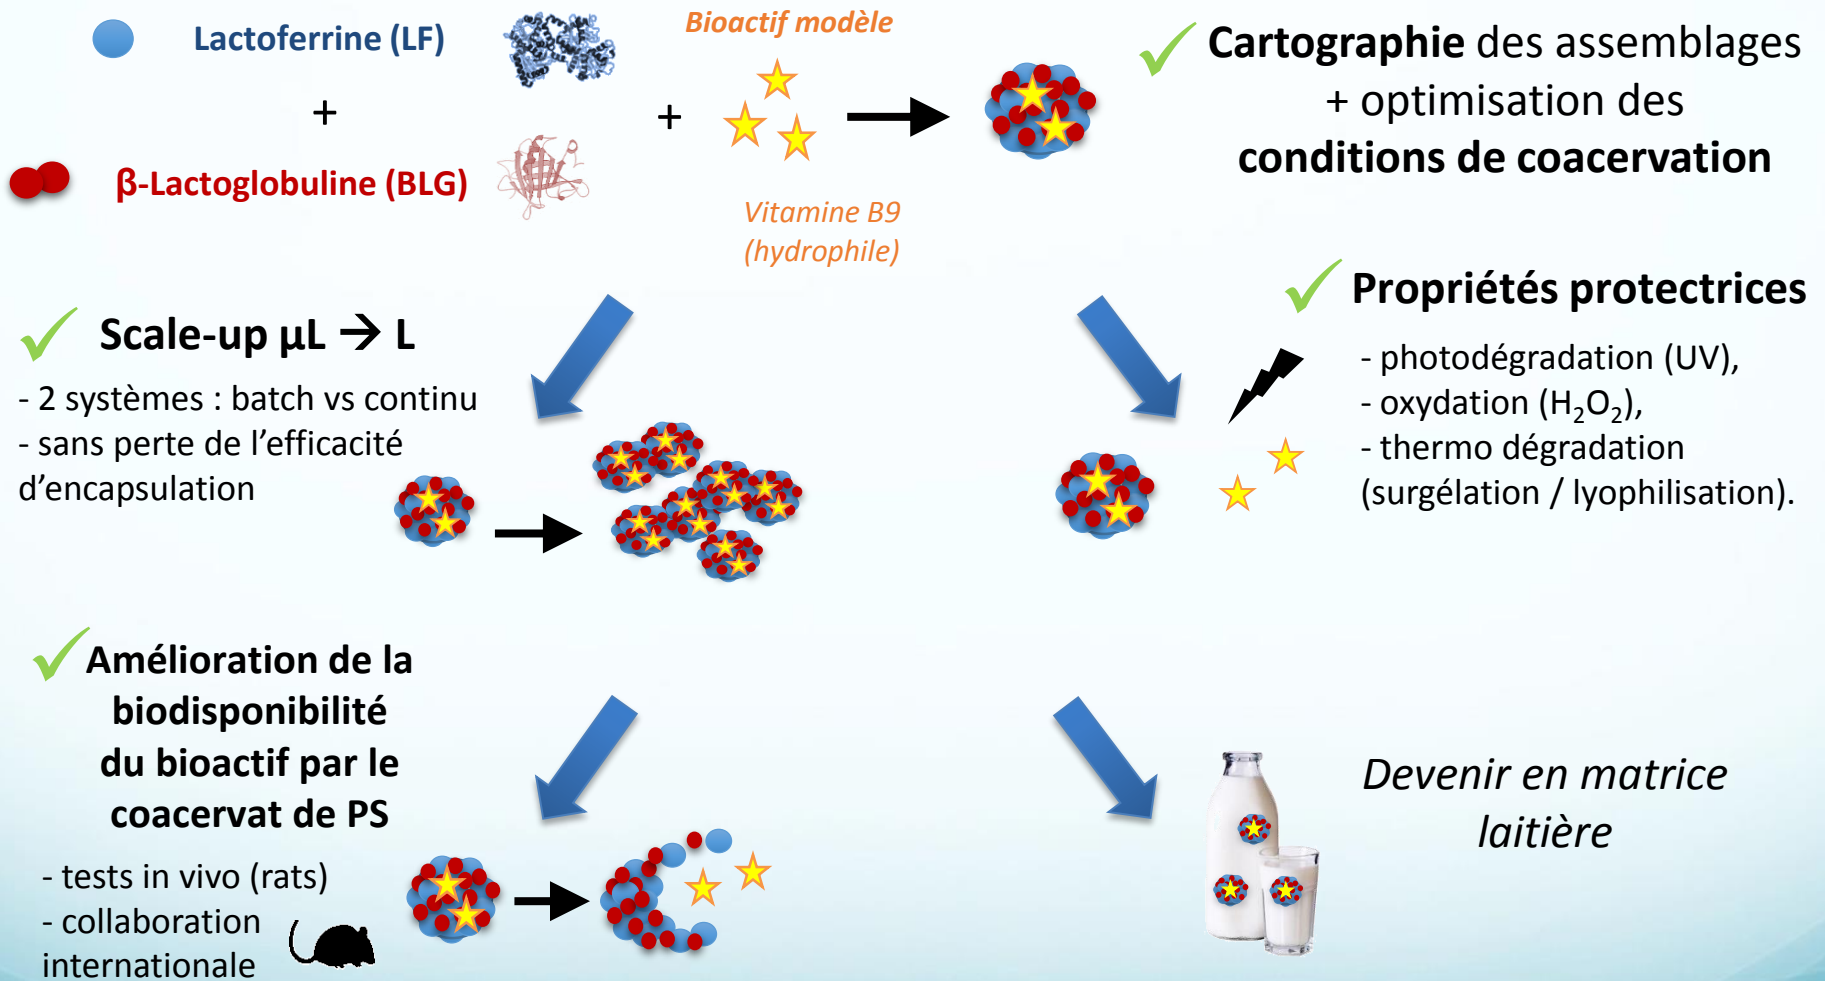 Lactoferrine (LF)
+
β-Lactoglobuline (BLG)
+
Bioactif modèle
Vitamine B9
(hydrophile)
Cartographie des assemblages
+ optimisation des
conditions de coacervation
Scale-up µL → L
- 2 systèmes : batch vs continu
- sans perte de l’efficacité
d’encapsulation
Propriétés protectrices
- photodégradation (UV),
- oxydation (H₂O₂),
- thermo dégradation
(surgélation / lyophilisation).
Amélioration de la
biodisponibilité
du bioactif par le
coacervat de PS
- tests in vivo (rats)
- collaboration
internationale
Devenir en matrice
laitière